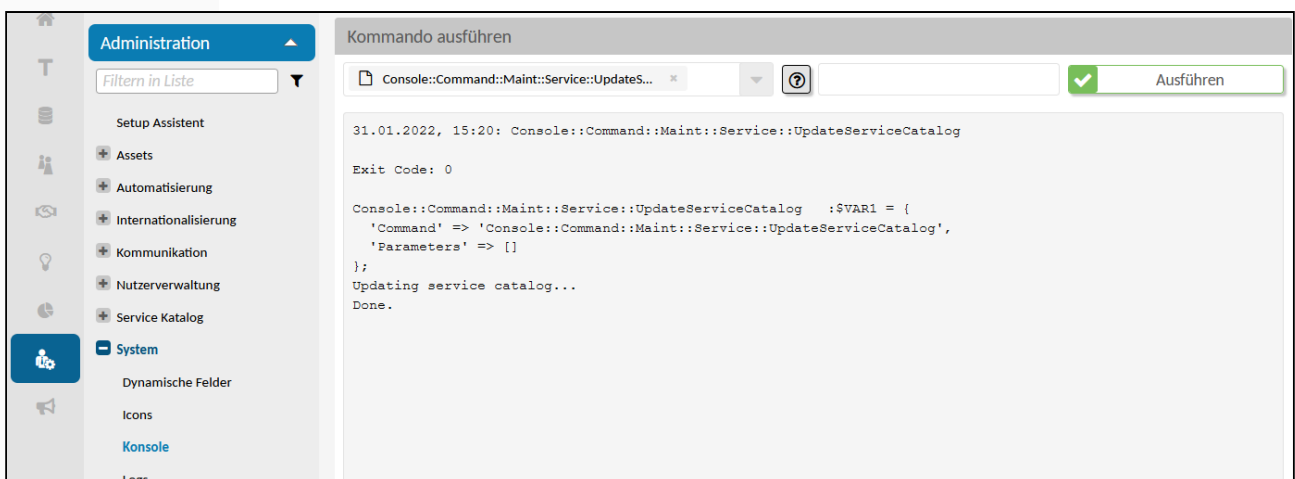 Administration
Filtern in Liste
Setup Assistent
Assets
Automatisierung
Internationalisierung
Kommunikation
Nutzerverwaltung
Service Katalog
System
Dynamische Felder
Icons
Konsole
Logs
Kommando ausführen
Console::Command::Maint::Service::UpdateS...
Ausführen
31.01.2022, 15:20: Console::Command::Maint::Service::UpdateServiceCatalog
Exit Code: 0
Console::Command::Maint::Service::UpdateServiceCatalog :$VAR1 = {
'Command' => 'Console::Command::Maint::Service::UpdateServiceCatalog',
'Parameters' => []
};
Updating service catalog...
Done.